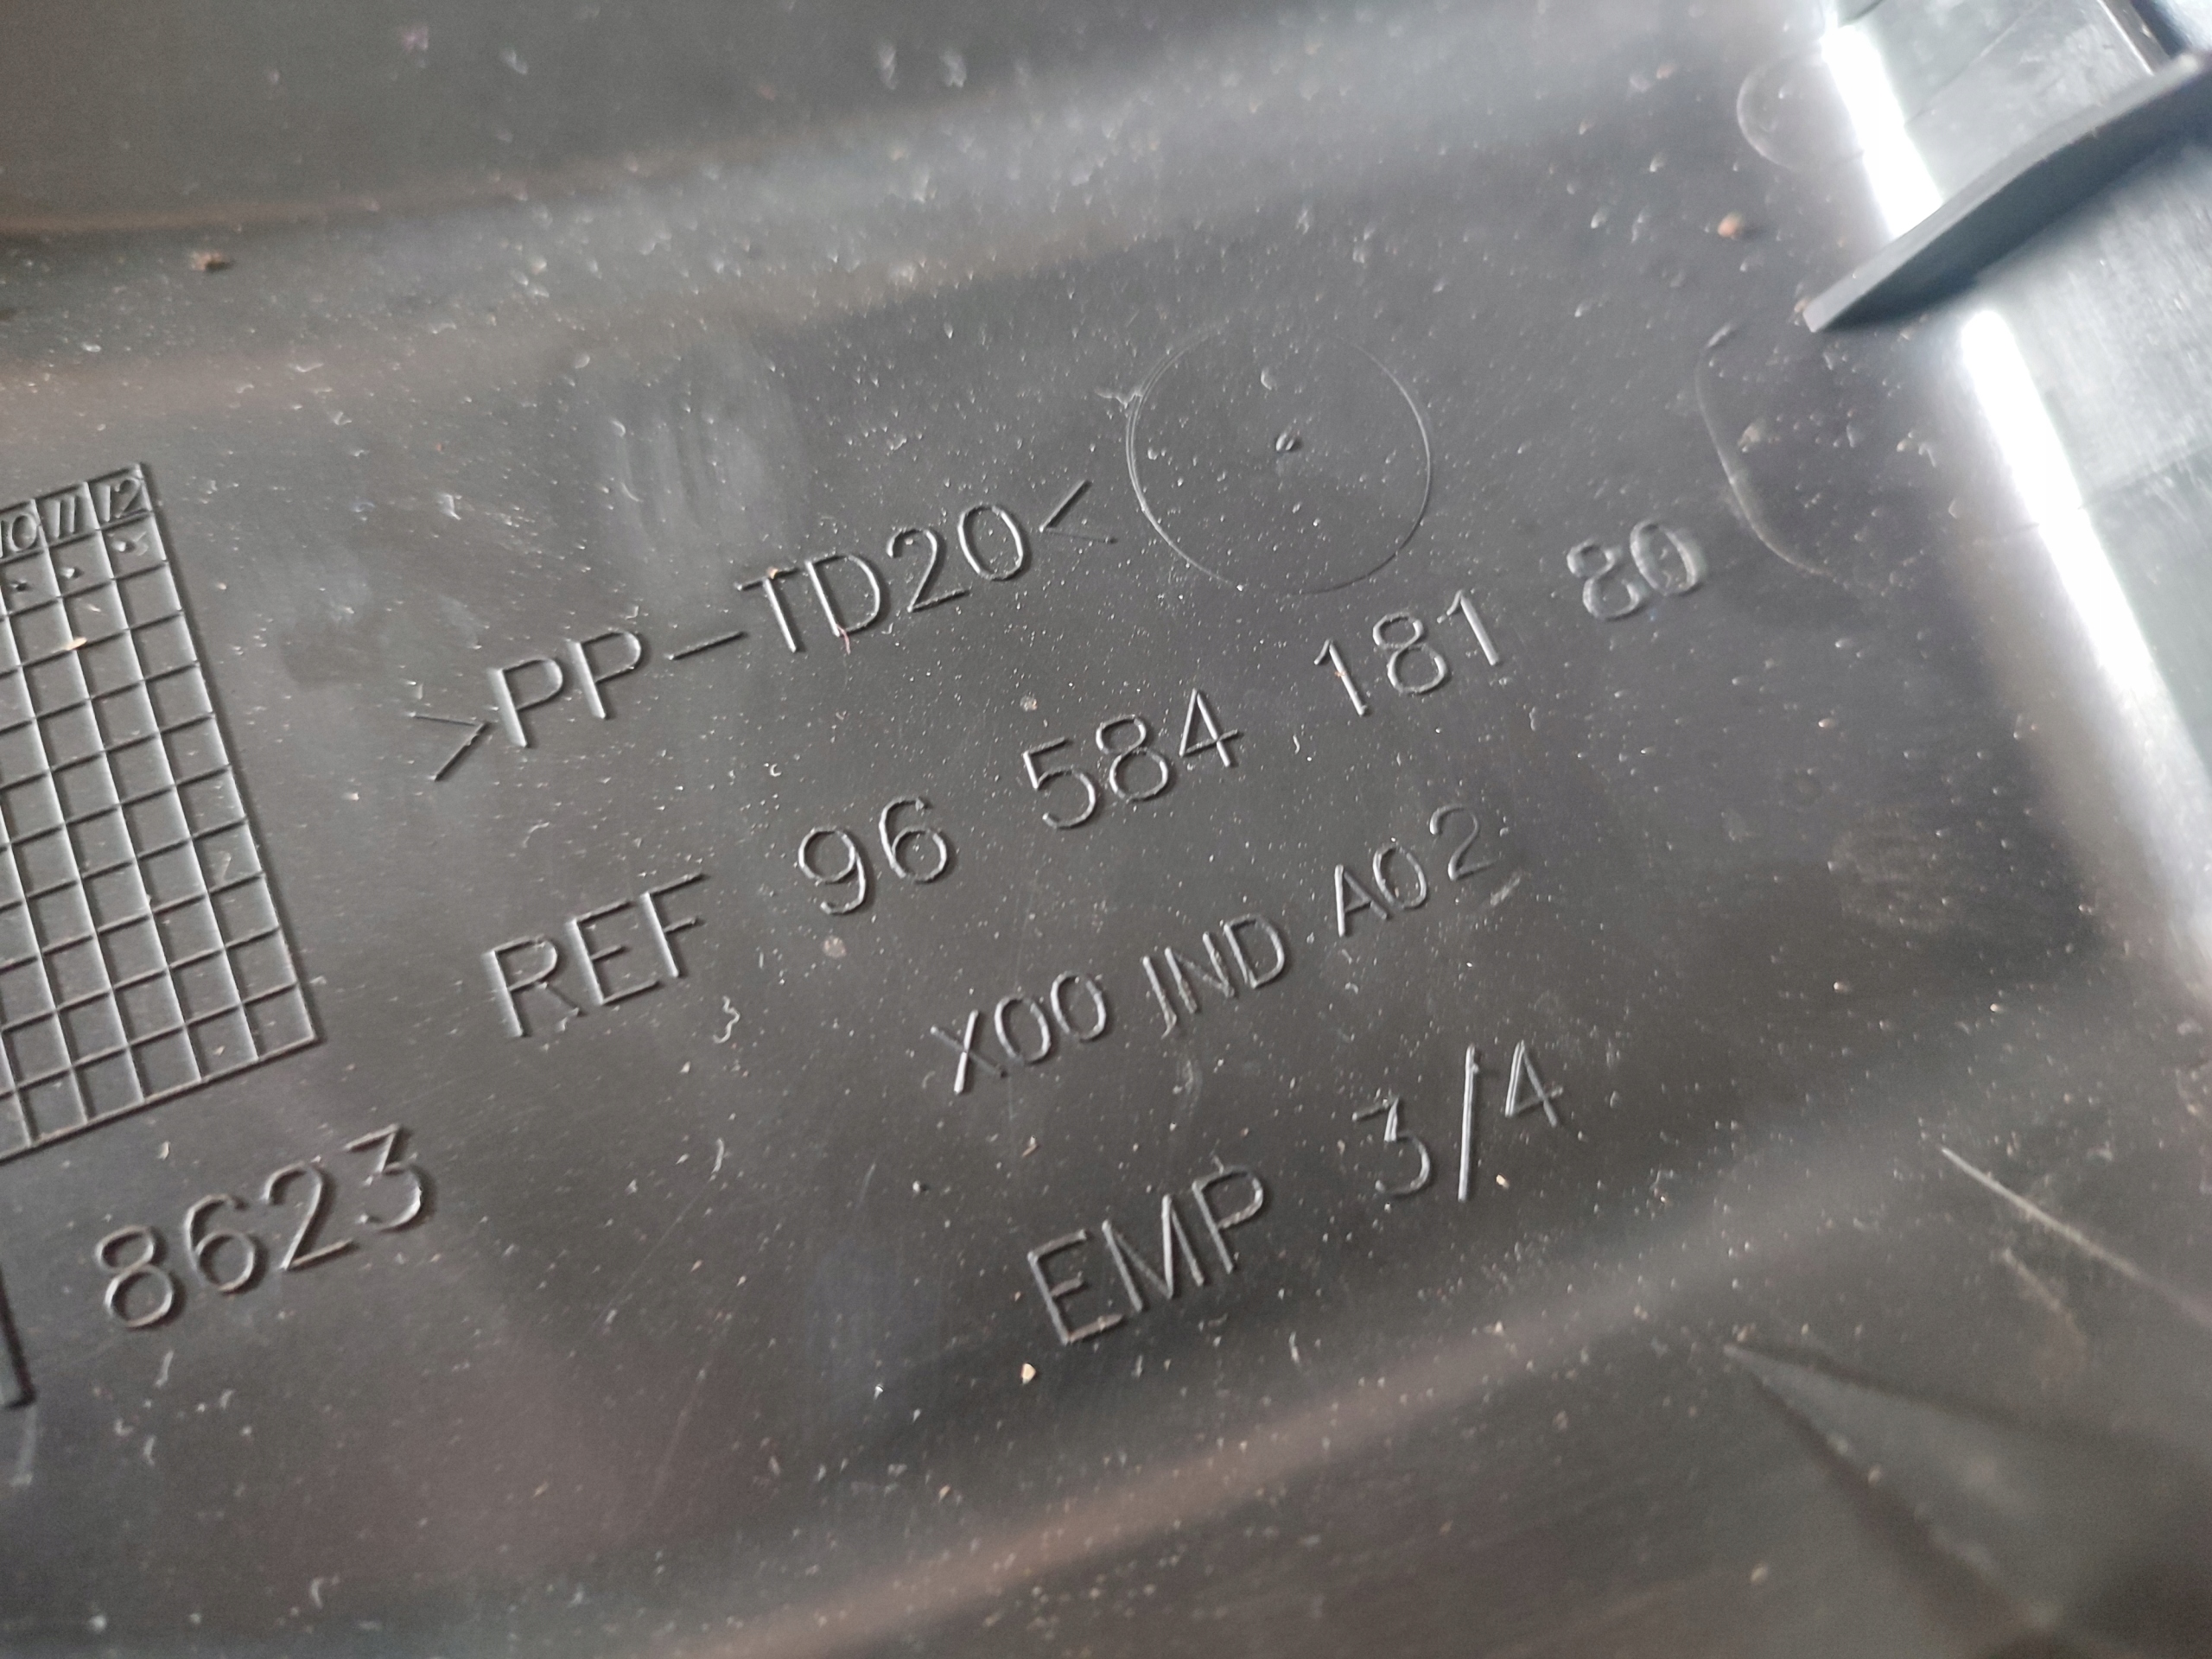 10 11 12
>PP-TD20<
REF 96 584 181 80
X00 IND A02
EMP 3/4
8623